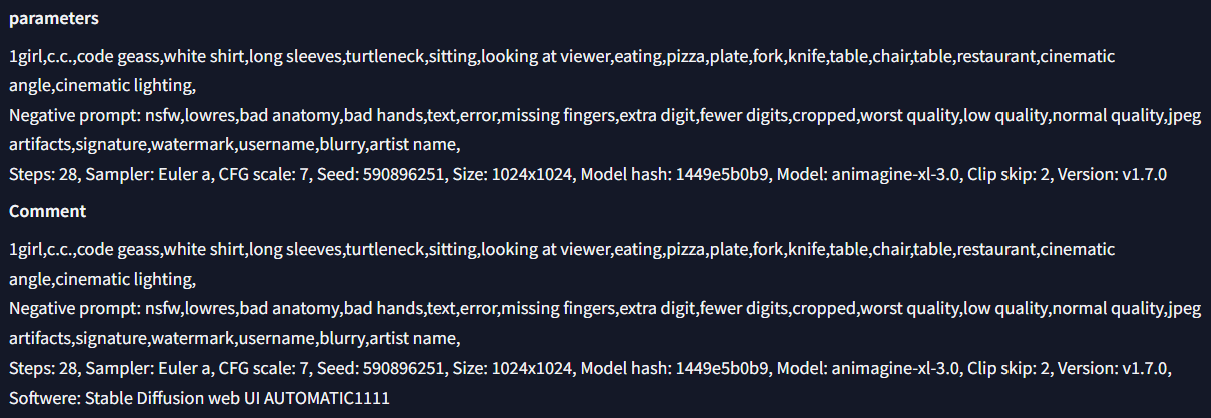 parameters
1girl,c.c.,code geass,white shirt,long sleeves,turtleneck,sitting,looking at viewer,eating,pizza,plate,fork,knife,table,chair,table,restaurant,cinematic
angle,cinematic lighting,
Negative prompt: nsfw,lowres,bad anatomy,bad hands,text,error,missing fingers,extra digit,fewer digits,cropped,worst quality,low quality,normal quality,jpeg
artifacts,signature,watermark,username,blurry,artist name,
Steps: 28, Sampler: Euler a, CFG scale: 7, Seed: 590896251, Size: 1024x1024, Model hash: 1449e5b0b9, Model: animagine-xl-3.0, Clip skip: 2, Version: v1.7.0
Comment
1girl,c.c.,code geass,white shirt,long sleeves,turtleneck,sitting,looking at viewer,eating,pizza,plate,fork,knife,table,chair,table,restaurant,cinematic
angle,cinematic lighting,
Negative prompt: nsfw,lowres,bad anatomy,bad hands,text,error,missing fingers,extra digit,fewer digits,cropped,worst quality,low quality,normal quality,jpeg
artifacts,signature,watermark,username,blurry,artist name,
Steps: 28, Sampler: Euler a, CFG scale: 7, Seed: 590896251, Size: 1024x1024, Model hash: 1449e5b0b9, Model: animagine-xl-3.0, Clip skip: 2, Version: v1.7.0,
Softwere: Stable Diffusion web UI AUTOMATIC1111